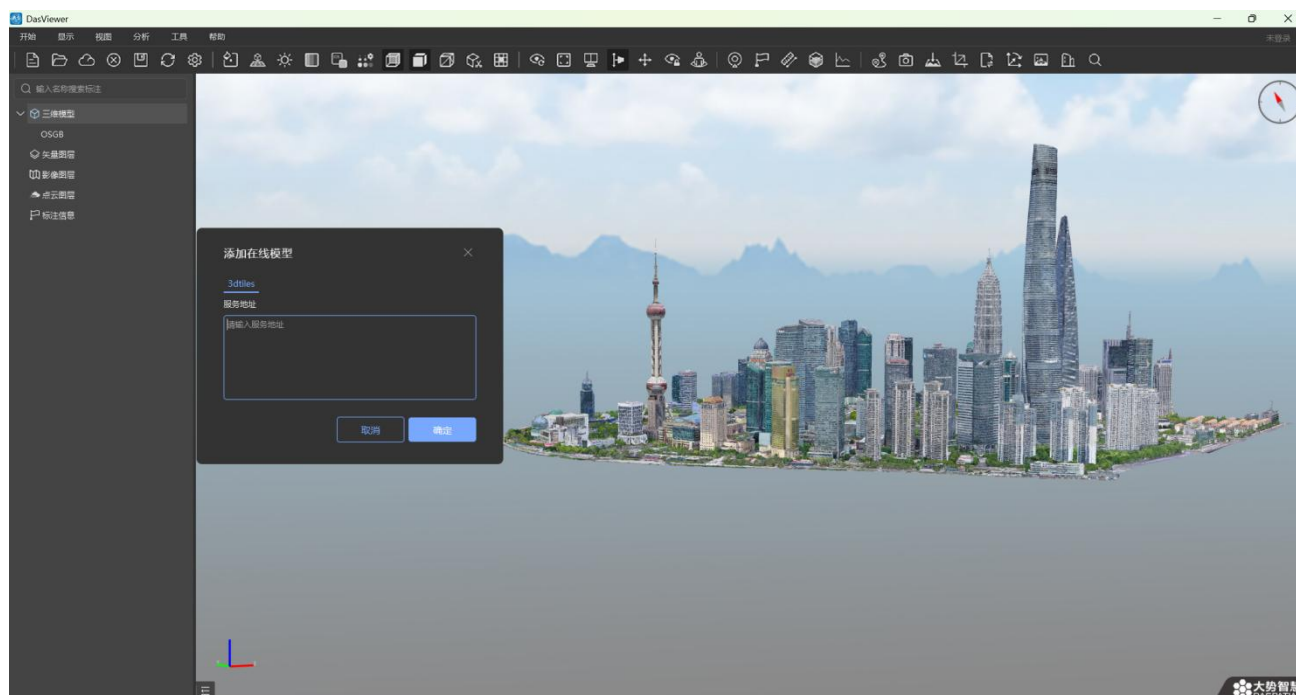 DasViewer
开始 显示 视图 分析 工具 帮助
未登录
输入名称搜索标注
三维模型
OSGB
矢量图层
影像图层
点云图层
标注信息
添加在线模型
3dtiles
服务地址
请输入服务地址
取消 确定
大势智慧